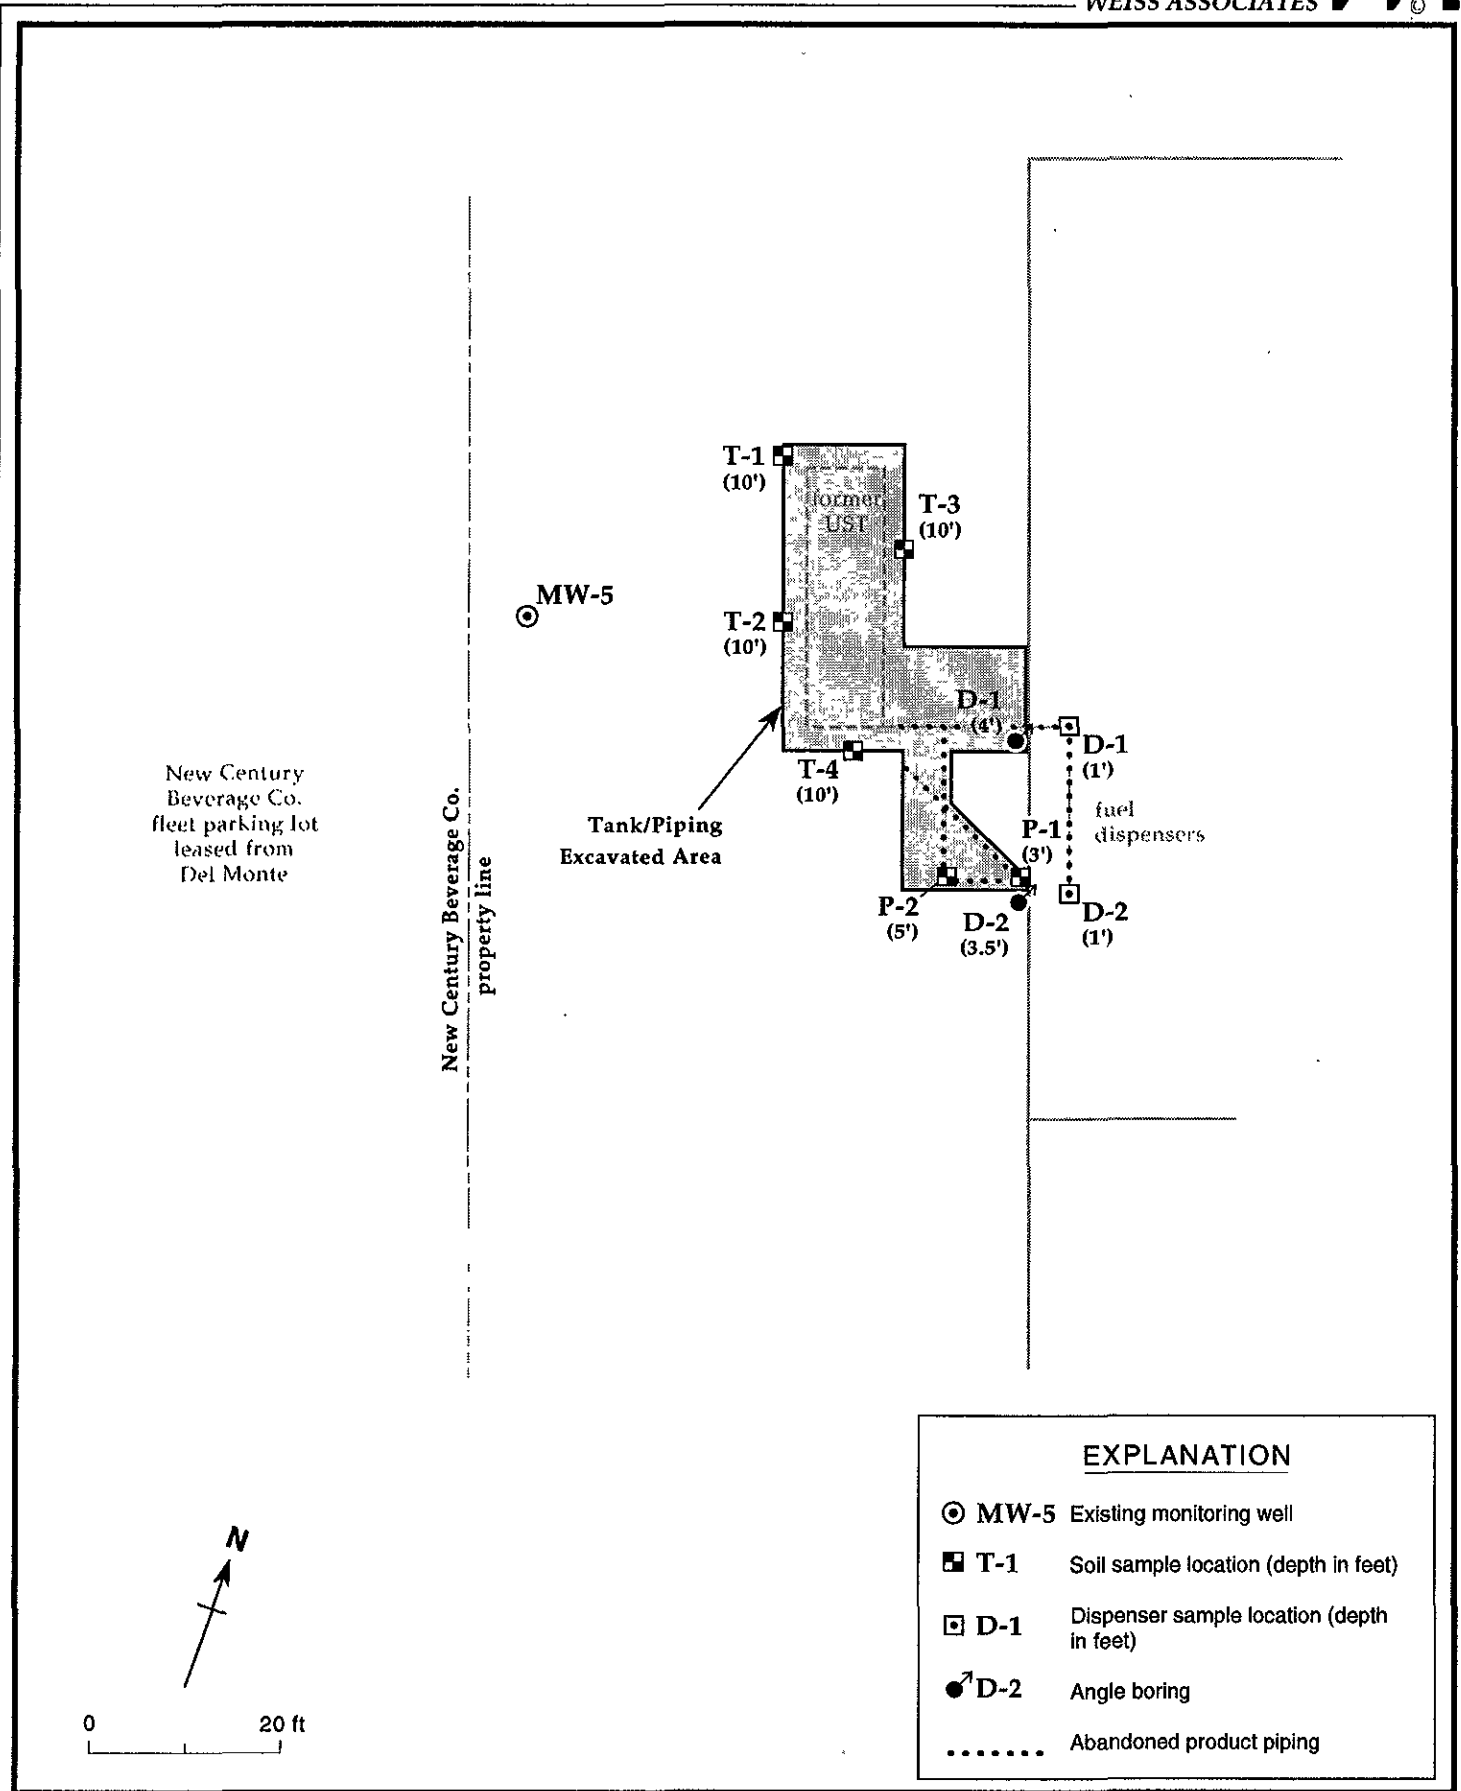 WEISS ASSOCIATES
T-1
(10')
former
UST
T-3
(10')
MW-5
T-2
(10')
D-1
(4')
D-1
(1')
T-4
(10')
New Century
Beverage Co.
fleet parking lot
leased from
Del Monte
New Century Beverage Co.
property line
Tank/Piping
Excavated Area
fuel
dispensers
P-1
(3')
P-2
(5')
D-2
(3.5')
D-2
(1')
EXPLANATION
MW-5 Existing monitoring well
T-1 Soil sample location (depth in feet)
D-1 Dispenser sample location (depth
in feet)
D-2 Angle boring
Abandoned product piping
N
0 20 ft